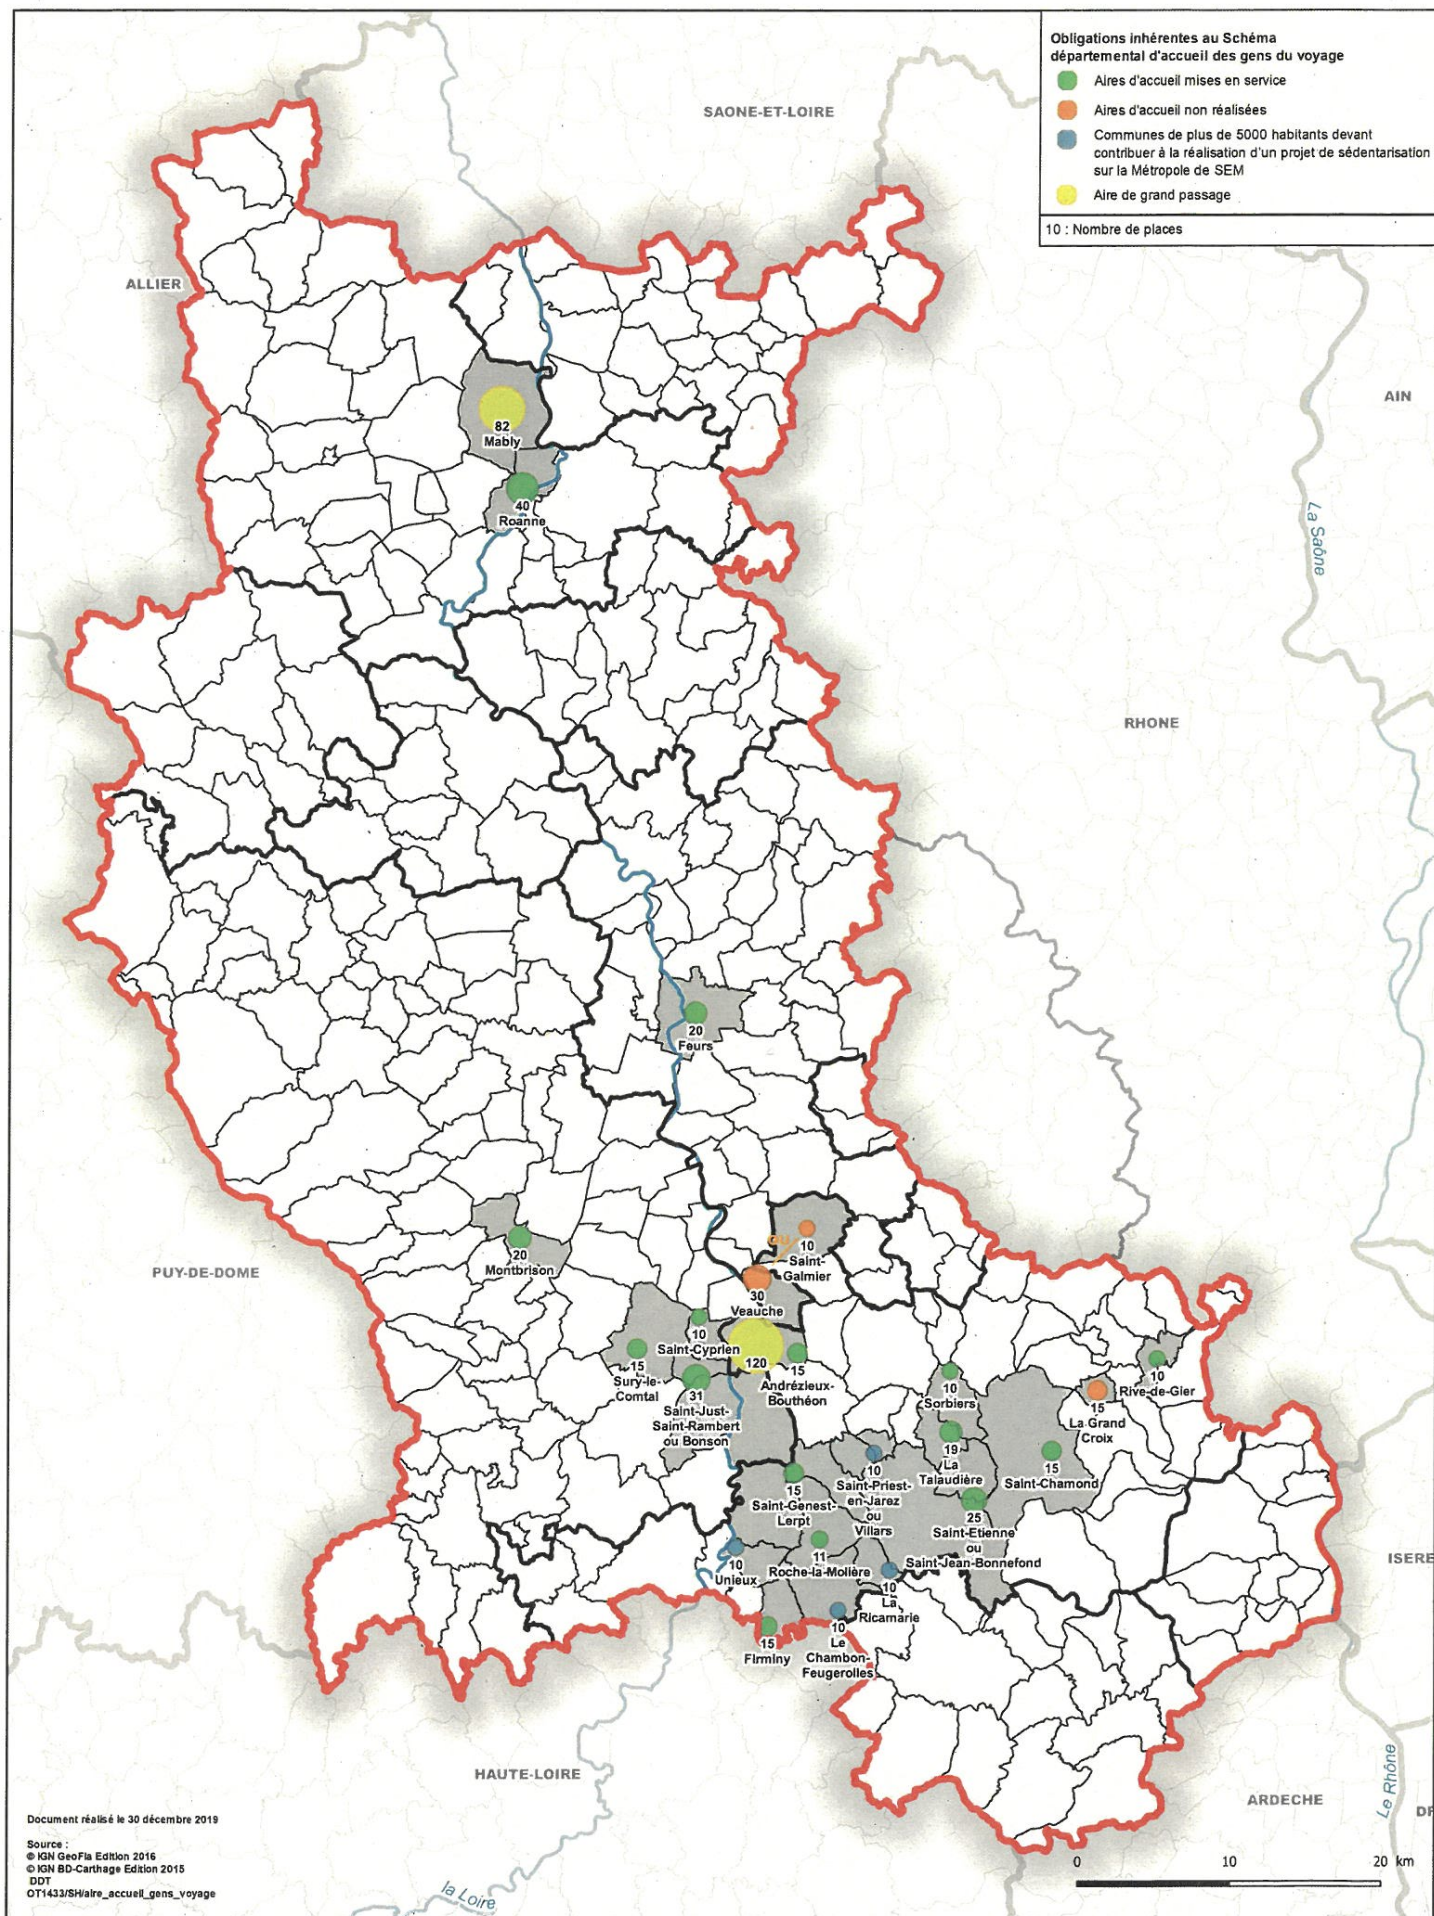 Obligations inhérentes au Schéma
départemental d'accueil des gens du voyage
Aires d'accueil mises en service
Aires d'accueil non réalisées
Communes de plus de 5000 habitants devant
contribuer à la réalisation d'un projet de sédentarisation
sur la Métropole de SEM
Aire de grand passage
10 : Nombre de places
SAONE-ET-LOIRE
ALLIER
AIN
82
Mably
40
Roanne
La Saône
RHONE
20
Feurs
PUY-DE-DOME
20
Montbrison
OU
10
Saint-
Galmier
30
Veauche
10
Saint-Cyprien
120
15
Andrézieux-
Bouthéon
15
Sury-le-
Comtal
31
Saint-Just-
Saint-Rambert
ou Bonson
10
Sorbiers
10
Rive-de-Gier
15
La Grand
Croix
19
La
Talaudière
15
Saint-Chamond
10
Saint-Priest-
en-Jarez
ou
Villars
15
Saint-Genest-
Lerpt
25
Saint-Etienne
ou
Saint-Jean-Bonnefond
11
Roche-la-Molière
10
Unieux
10
La
Ricamarie
10
Le
Chambon-
Feugerolles
15
Firminy
ISERE
HAUTE-LOIRE
ARDECHE
Le Rhône
DR
la Loire
Document réalisé le 30 décembre 2019
Source :
© IGN GeoFla Edition 2016
© IGN BD-Carthage Edition 2015
DDT
OT1433/SH/aire_accueil_gens_voyage
0 10 20 km